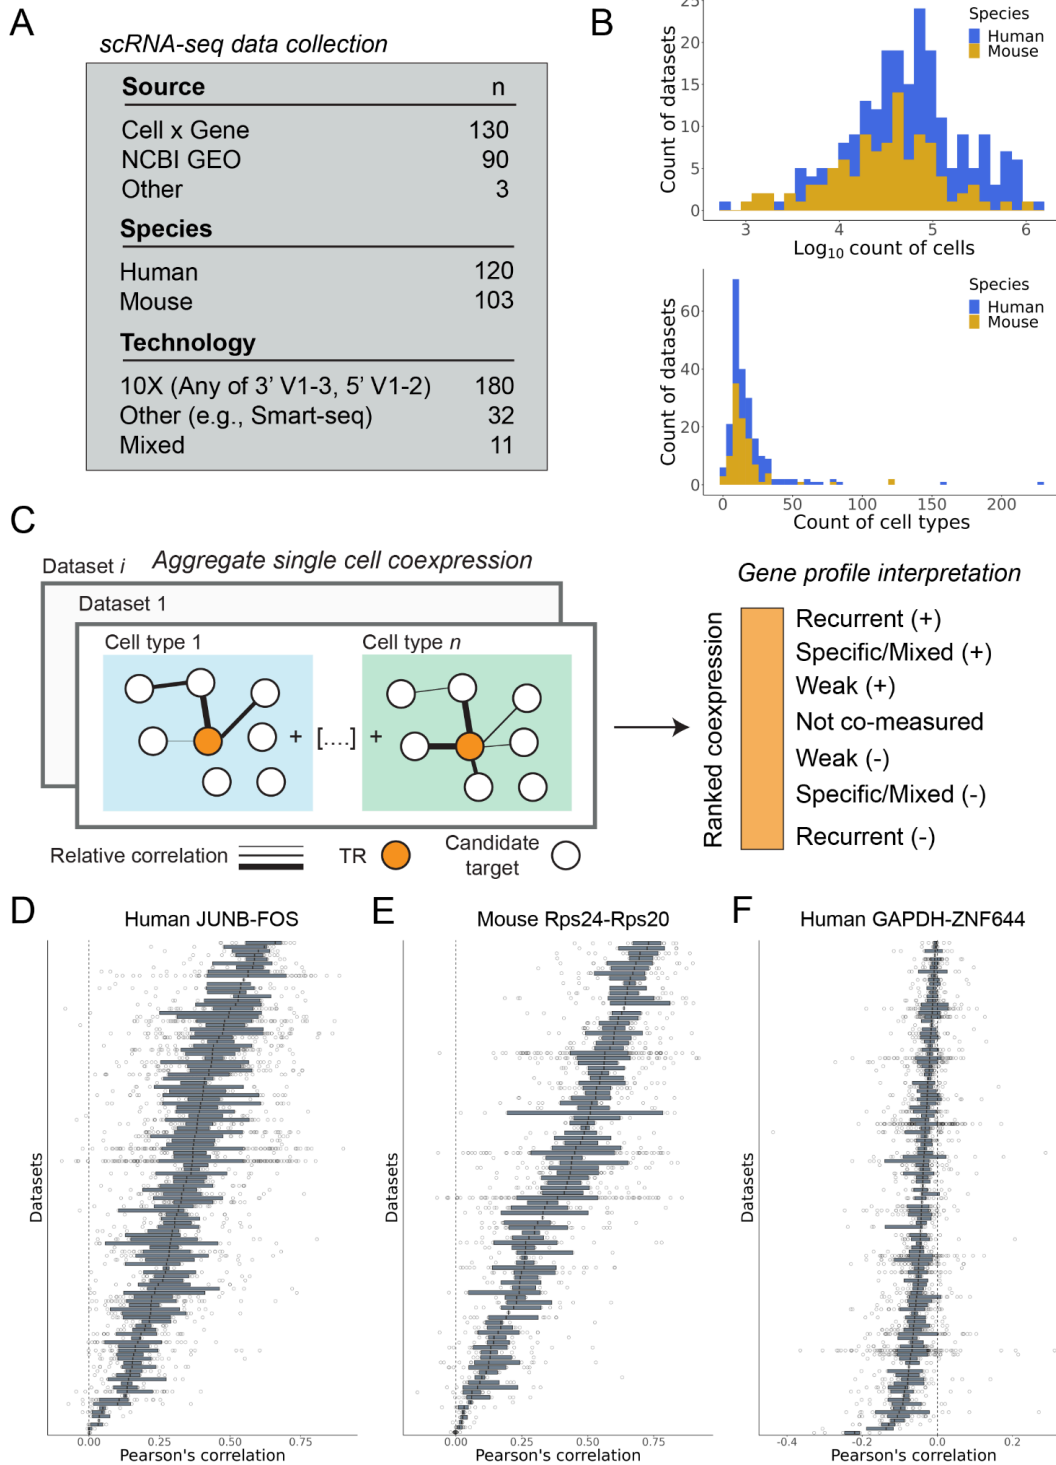 A
scRNA-seq data collection
Source n
Cell x Gene 130
NCBI GEO 90
Other 3
Species
Human 120
Mouse 103
Technology
10X (Any of 3' V1-3, 5' V1-2) 180
Other (e.g., Smart-seq) 32
Mixed 11
B
Count of datasets
25
20
15
10
5
0
3 4 5 6
Log10 count of cells
Species
Human
Mouse
Count of datasets
60
40
20
0
0 50 100 150 200
Count of cell types
Species
Human
Mouse
C
Aggregate single cell coexpression
Dataset i
Dataset 1
Cell type 1
Cell type n
+ [....] +
Relative correlation
TR
Candidate
target
Gene profile interpretation
Ranked coexpression
Recurrent (+)
Specific/Mixed (+)
Weak (+)
Not co-measured
Weak (-)
Specific/Mixed (-)
Recurrent (-)
D
Human JUNB-FOS
Datasets
0.00 0.25 0.50 0.75
Pearson's correlation
E
Mouse Rps24-Rps20
Datasets
0.00 0.25 0.50 0.75
Pearson's correlation
F
Human GAPDH-ZNF644
Datasets
-0.4 -0.2 0.0 0.2
Pearson's correlation